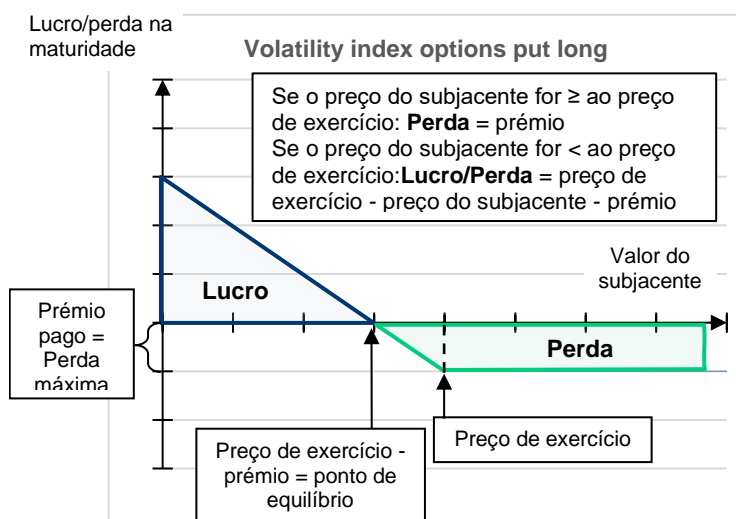 Lucro/perda na
maturidade
Volatility index options put long
Se o preço do subjacente for ≥ ao preço
de exercício: Perda = prémio
Se o preço do subjacente for < ao preço
de exercício:Lucro/Perda = preço de
exercício - preço do subjacente - prémio
Valor do
subjacente
Lucro
Prémio
pago =
Perda
máxima
Perda
Preço de exercício -
prémio = ponto de
equilíbrio
Preço de exercício